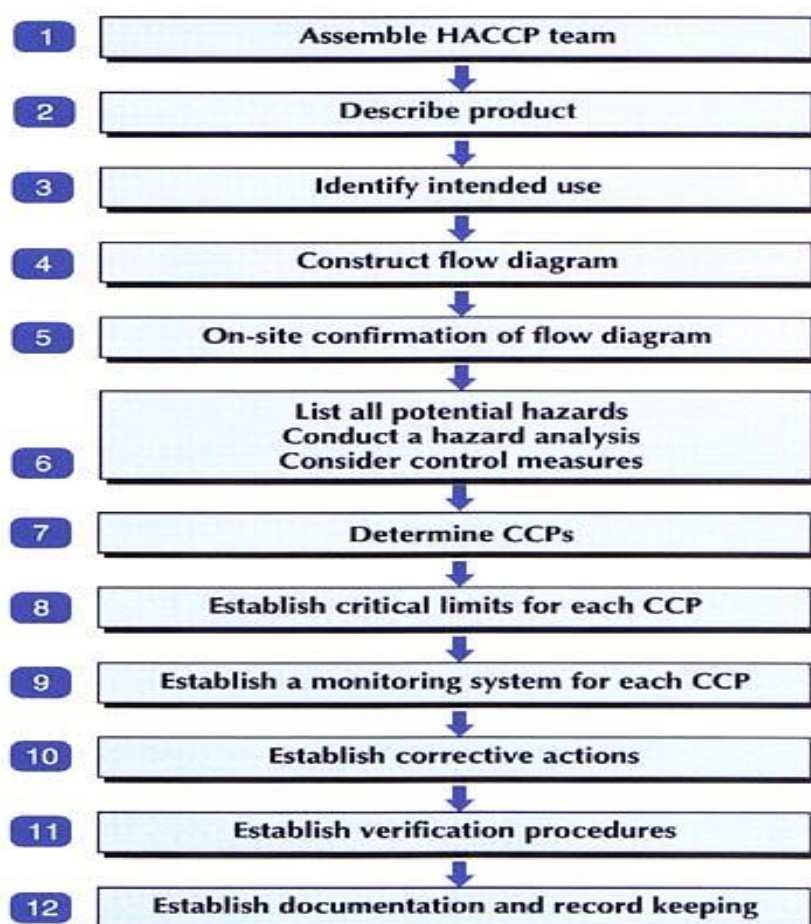 1 Assemble HACCP team
2 Describe product
3 Identify intended use
4 Construct flow diagram
5 On-site confirmation of flow diagram
List all potential hazards
Conduct a hazard analysis
6 Consider control measures
7 Determine CCPs
8 Establish critical limits for each CCP
9 Establish a monitoring system for each CCP
10 Establish corrective actions
11 Establish verification procedures
12 Establish documentation and record keeping